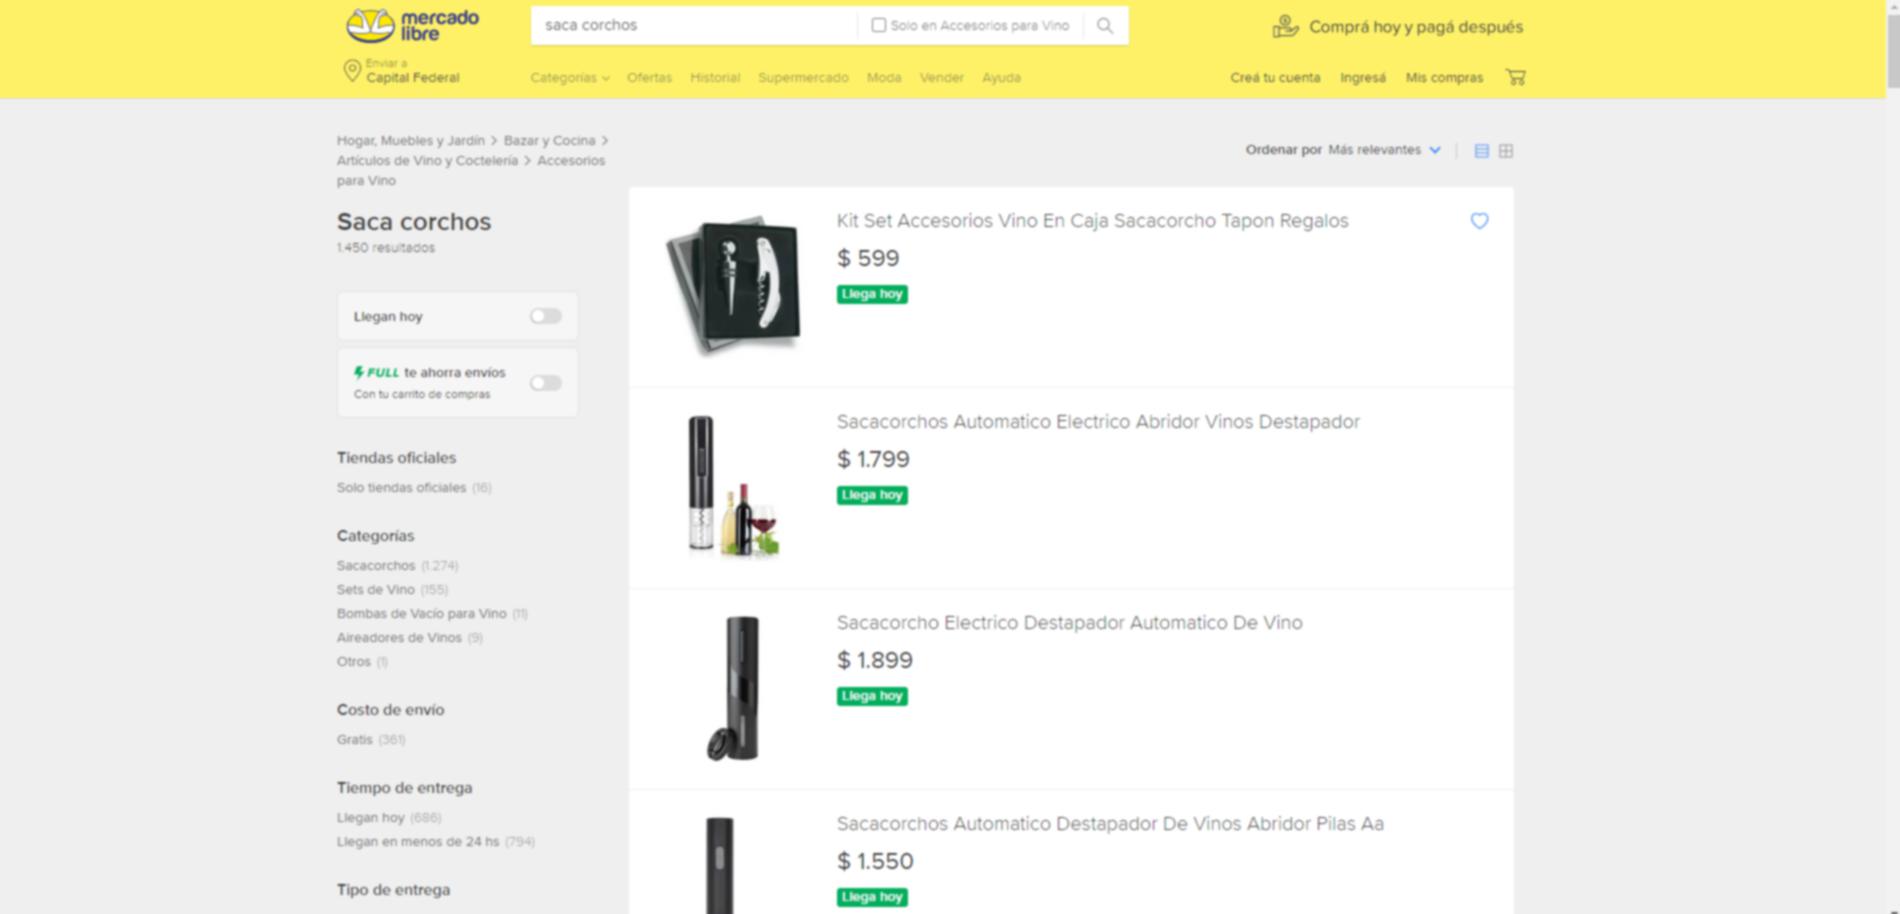 mercado
libre
saca corchos
Solo en Accesorios para Vino
Comprá hoy y pagá después
Enviar a
Capital Federal
Categorías
Ofertas
Historial
Supermercado
Moda
Vender
Ayuda
Creá tu cuenta
Ingresá
Mis compras
Hogar, Muebles y Jardín > Bazar y Cocina >
Artículos de Vino y Coctelería > Accesorios
para Vino
Ordenar por Más relevantes
Saca corchos
1.450 resultados
Llegan hoy
FULL te ahorra envíos
Con tu carrito de compras
Tiendas oficiales
Solo tiendas oficiales (16)
Categorías
Sacacorchos (1.274)
Sets de Vino (155)
Bombas de Vacío para Vino (11)
Aireadores de Vinos (9)
Otros (1)
Costo de envío
Gratis (361)
Tiempo de entrega
Llegan hoy (686)
Llegan en menos de 24 hs (794)
Tipo de entrega
Kit Set Accesorios Vino En Caja Sacacorcho Tapon Regalos
$ 599
Llega hoy
Sacacorchos Automatico Electrico Abridor Vinos Destapador
$ 1.799
Llega hoy
Sacacorcho Electrico Destapador Automatico De Vino
$ 1.899
Llega hoy
Sacacorchos Automatico Destapador De Vinos Abridor Pilas Aa
$ 1.550
Llega hoy